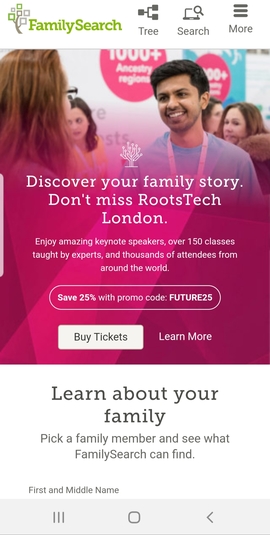 FamilySearch
Tree
Search
More
1000+
Ancestry
regions
Discover your family story.
Don't miss RootsTech
London.
Enjoy amazing keynote speakers, over 150 classes
taught by experts, and thousands of attendees from
around the world.
Save 25% with promo code: FUTURE25
Buy Tickets
Learn More
Learn about your
family
Pick a family member and see what
FamilySearch can find.
First and Middle Name